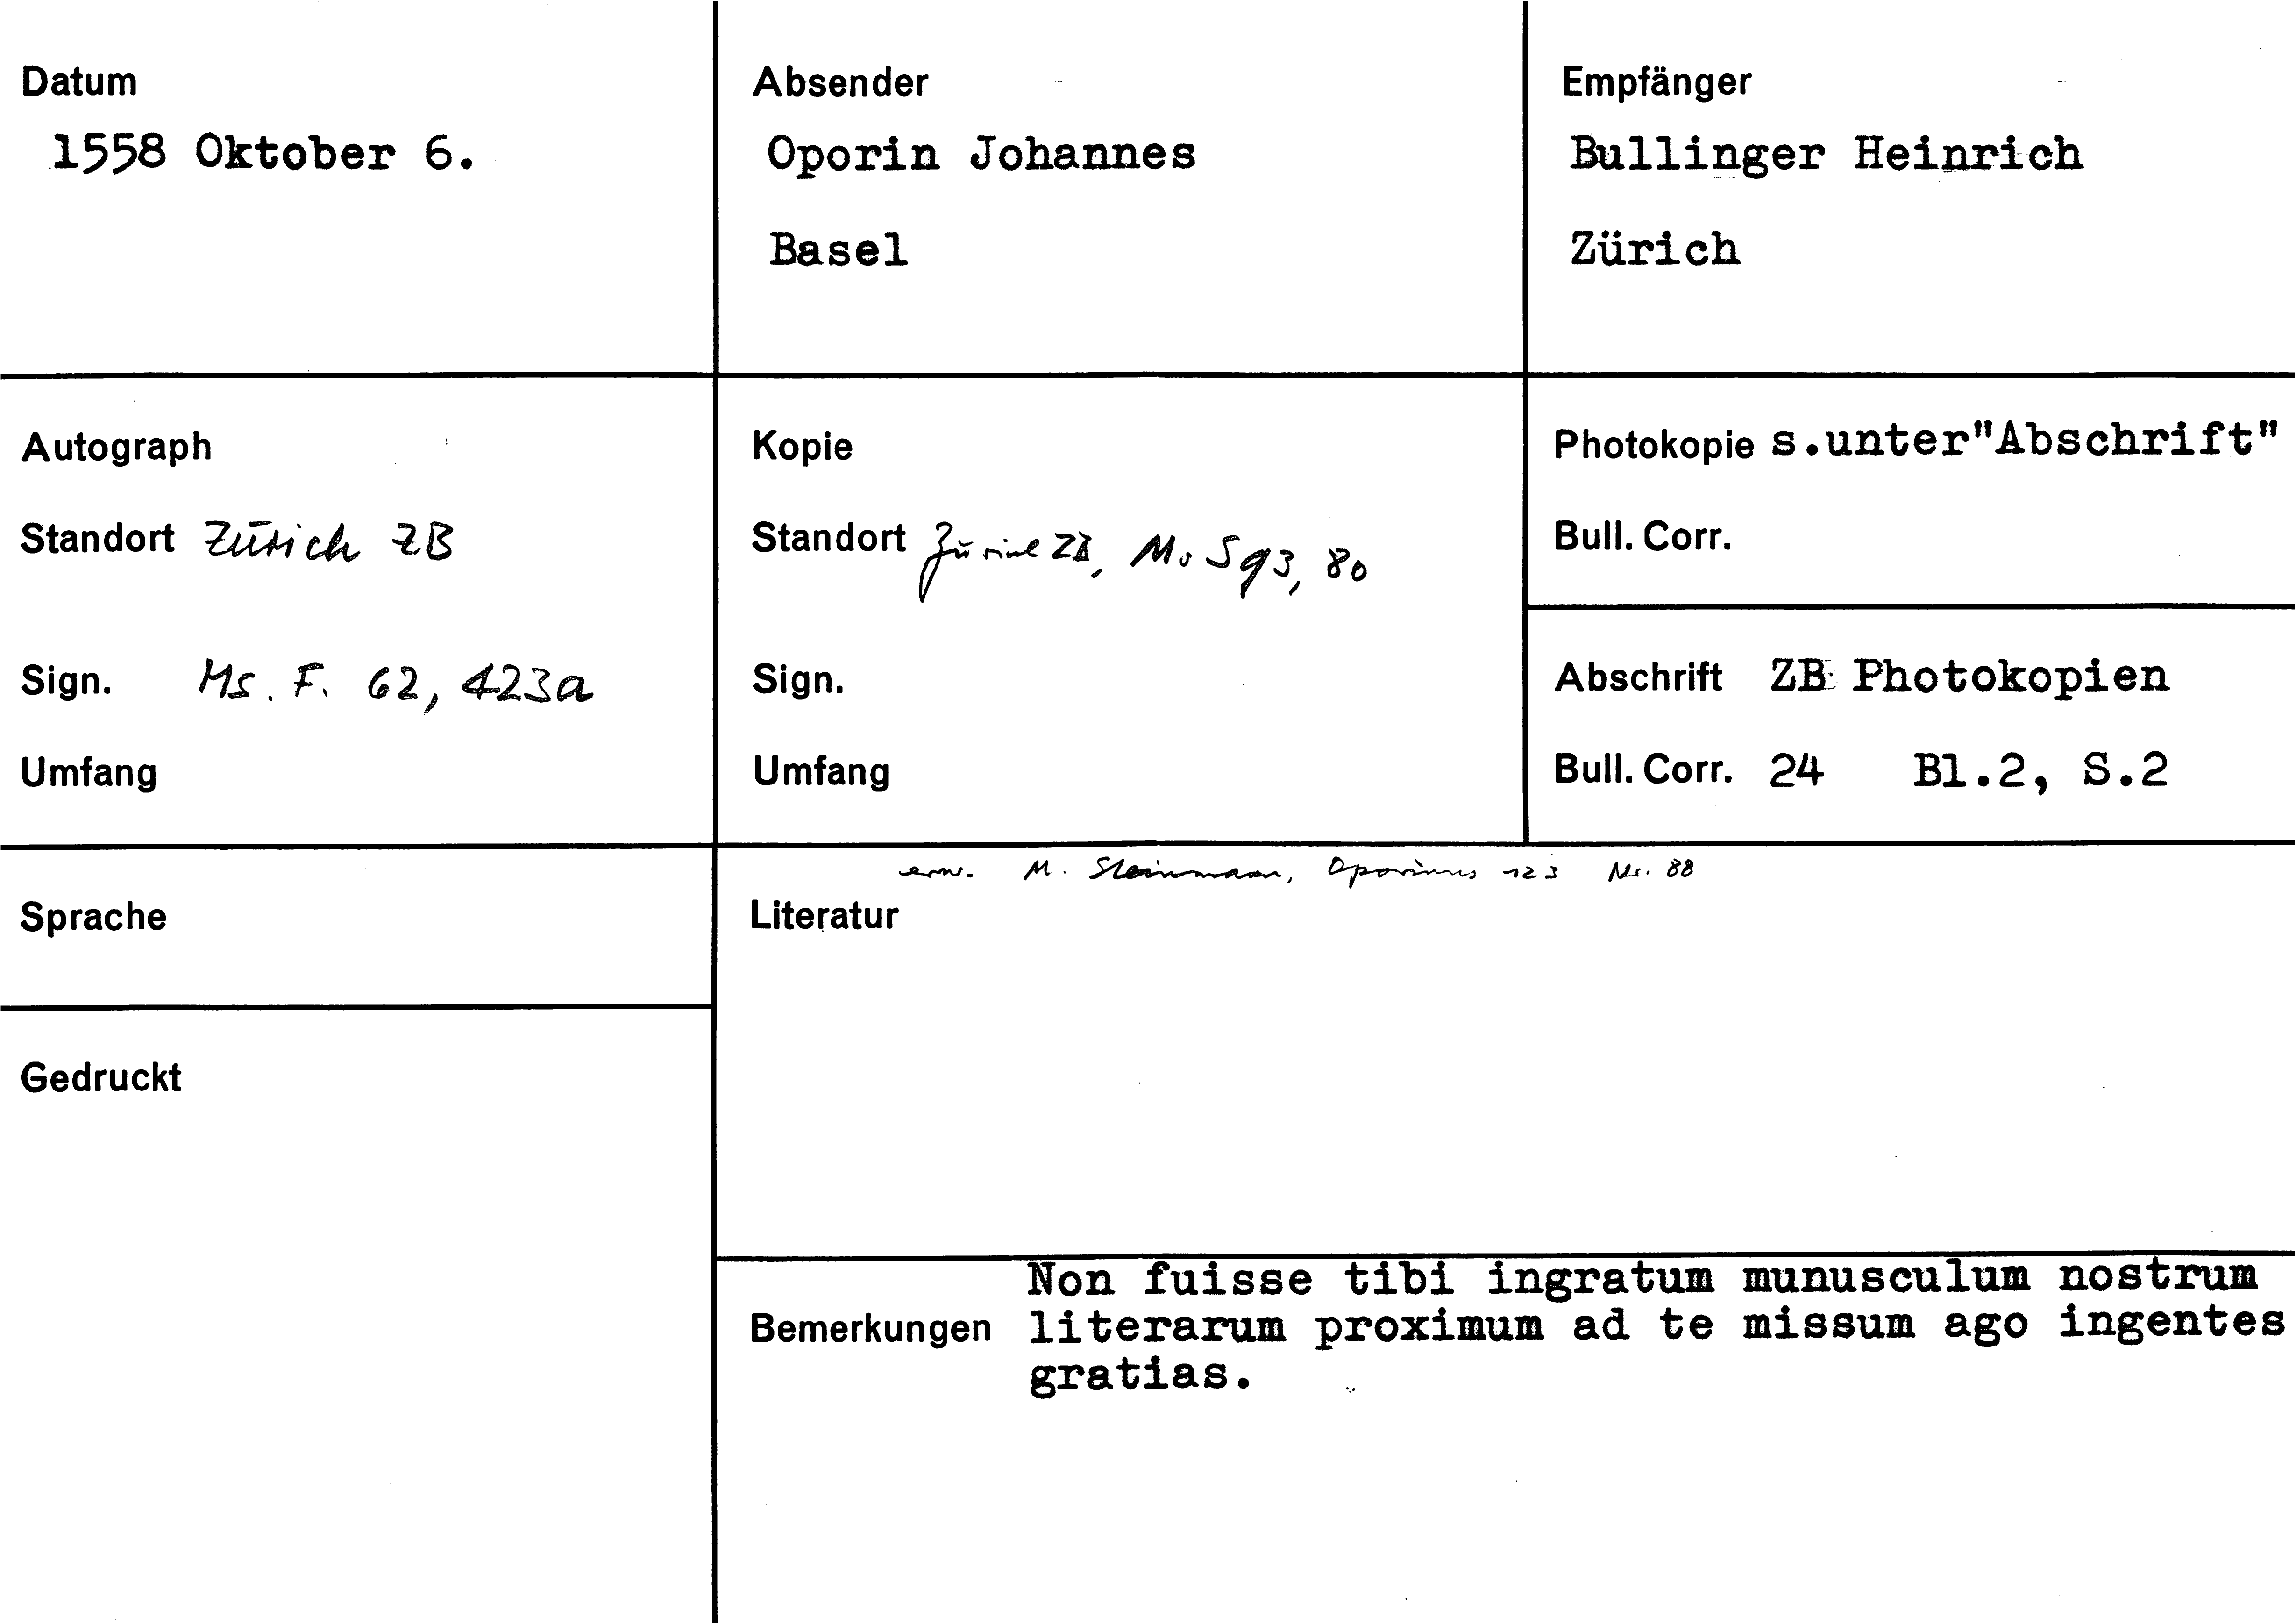 Datum
1558 Oktober 6.
Absender
Oporin Johannes
Basel
Empfänger
Bullinger Heinrich
Zürich
Autograph
Standort Zürich ZB
Sign. Ms. F. 62, 423a
Umfang
Kopie
Standort Zürich ZB, Ms S 93, 80
Sign.
Umfang
Photokopie s.unter"Abschrift"
Bull. Corr.
Abschrift ZB Photokopien
Bull. Corr. 24 Bl.2, S.2
Sprache
Gedruckt
erw. M. Steinmann, Oporinus 123 Nr. 88
Literatur
Bemerkungen
Non fuisse tibi ingratum munusculum nostrum
literarum proximum ad te missum ago ingentes
gratias.